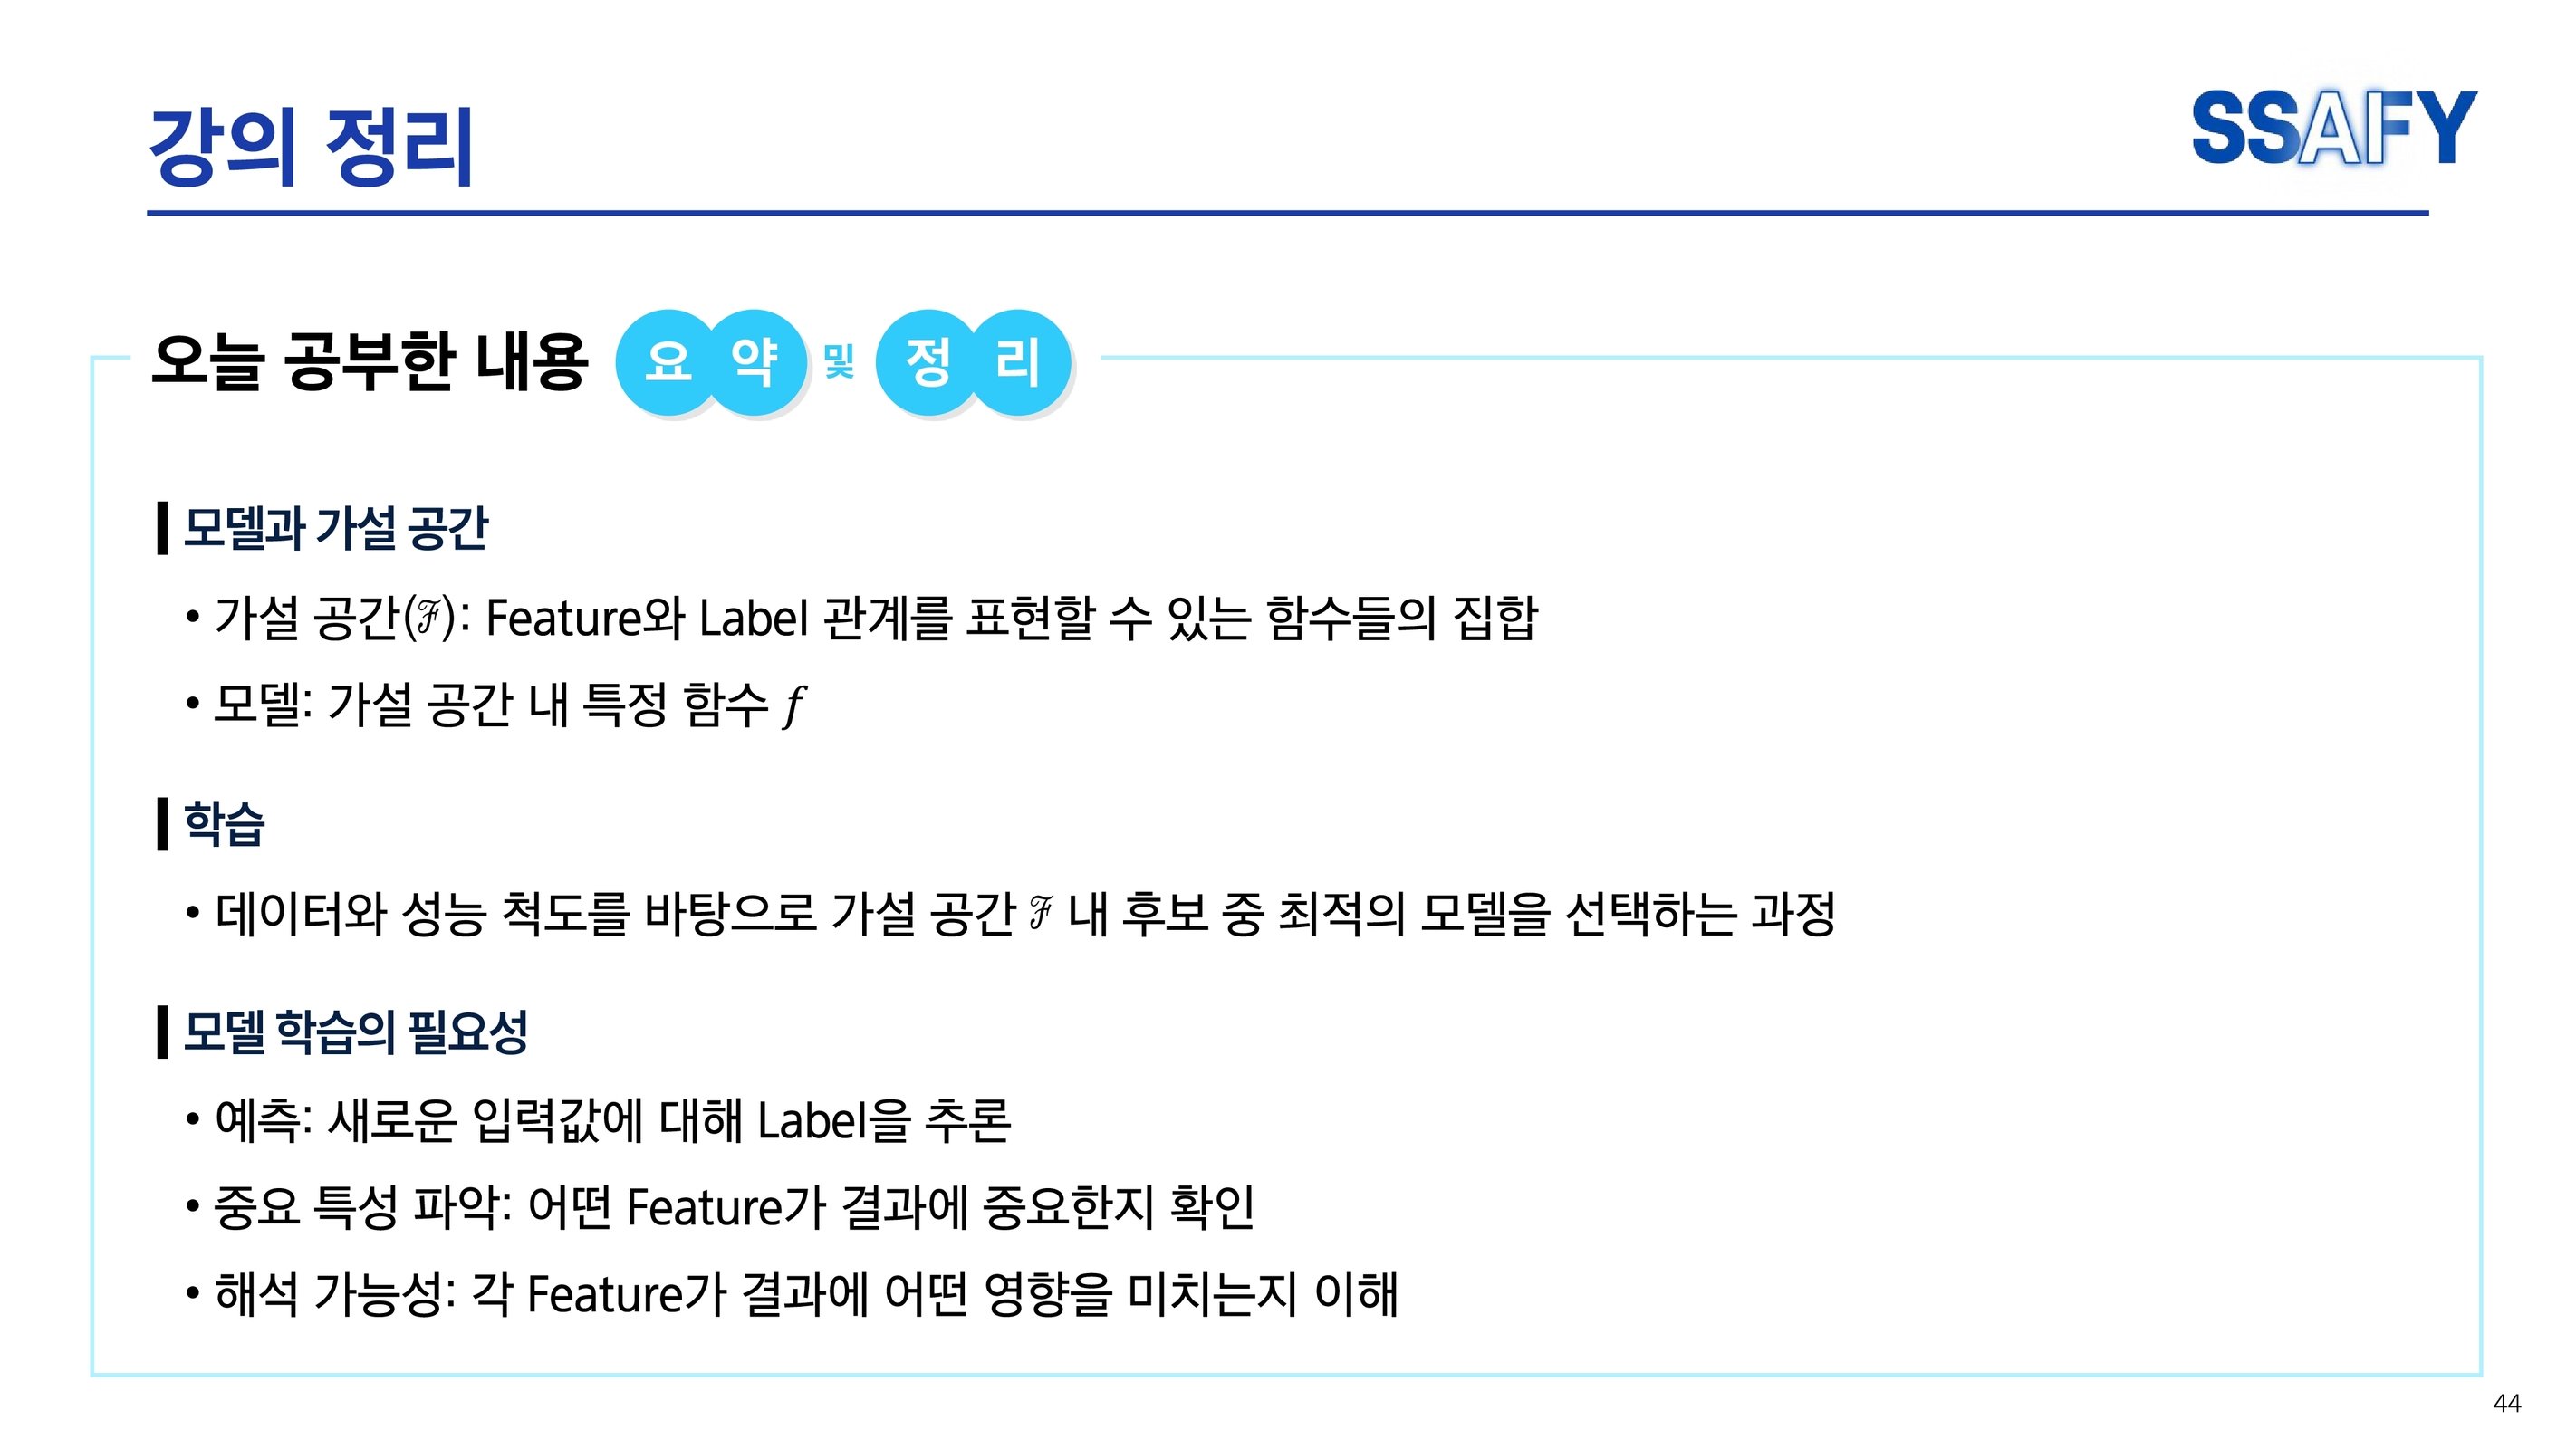 강의 정리
SSAFY
오늘 공부한 내용 요약 및 정리
모델과 가설 공간
• 가설 공간(ℱ): Feature와 Label 관계를 표현할 수 있는 함수들의 집합
• 모델: 가설 공간 내 특정 함수 f
학습
• 데이터와 성능 척도를 바탕으로 가설 공간 ℱ 내 후보 중 최적의 모델을 선택하는 과정
모델 학습의 필요성
• 예측: 새로운 입력값에 대해 Label을 추론
• 중요 특성 파악: 어떤 Feature가 결과에 중요한지 확인
• 해석 가능성: 각 Feature가 결과에 어떤 영향을 미치는지 이해
44